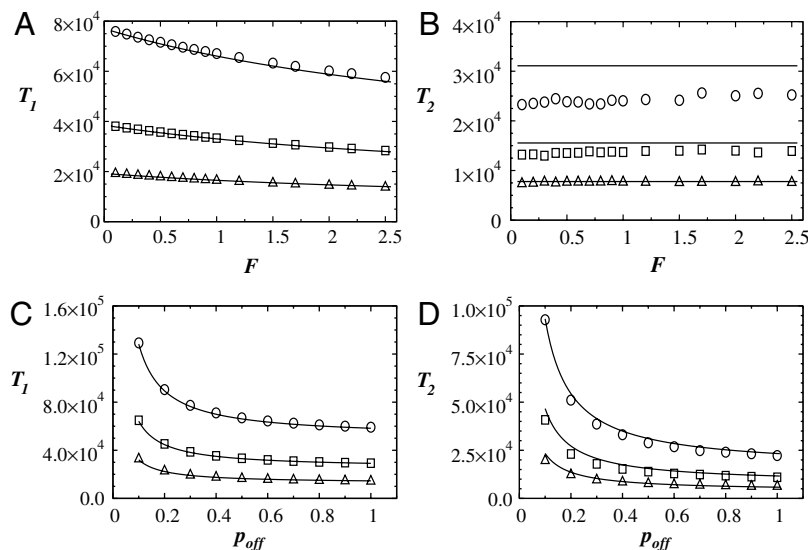 A
8×10⁴
6×10⁴
4×10⁴
2×10⁴
0
T₁
0 0.5 1 1.5 2 2.5
F
B
4×10⁴
3×10⁴
2×10⁴
1×10⁴
0
T₂
0 0.5 1 1.5 2 2.5
F
C
1.6×10⁵
1.2×10⁵
8.0×10⁴
4.0×10⁴
0.0
T₁
0 0.2 0.4 0.6 0.8 1
p_off
D
1.0×10⁵
7.5×10⁴
5.0×10⁴
2.5×10⁴
0.0
T₂
0 0.2 0.4 0.6 0.8 1
p_off